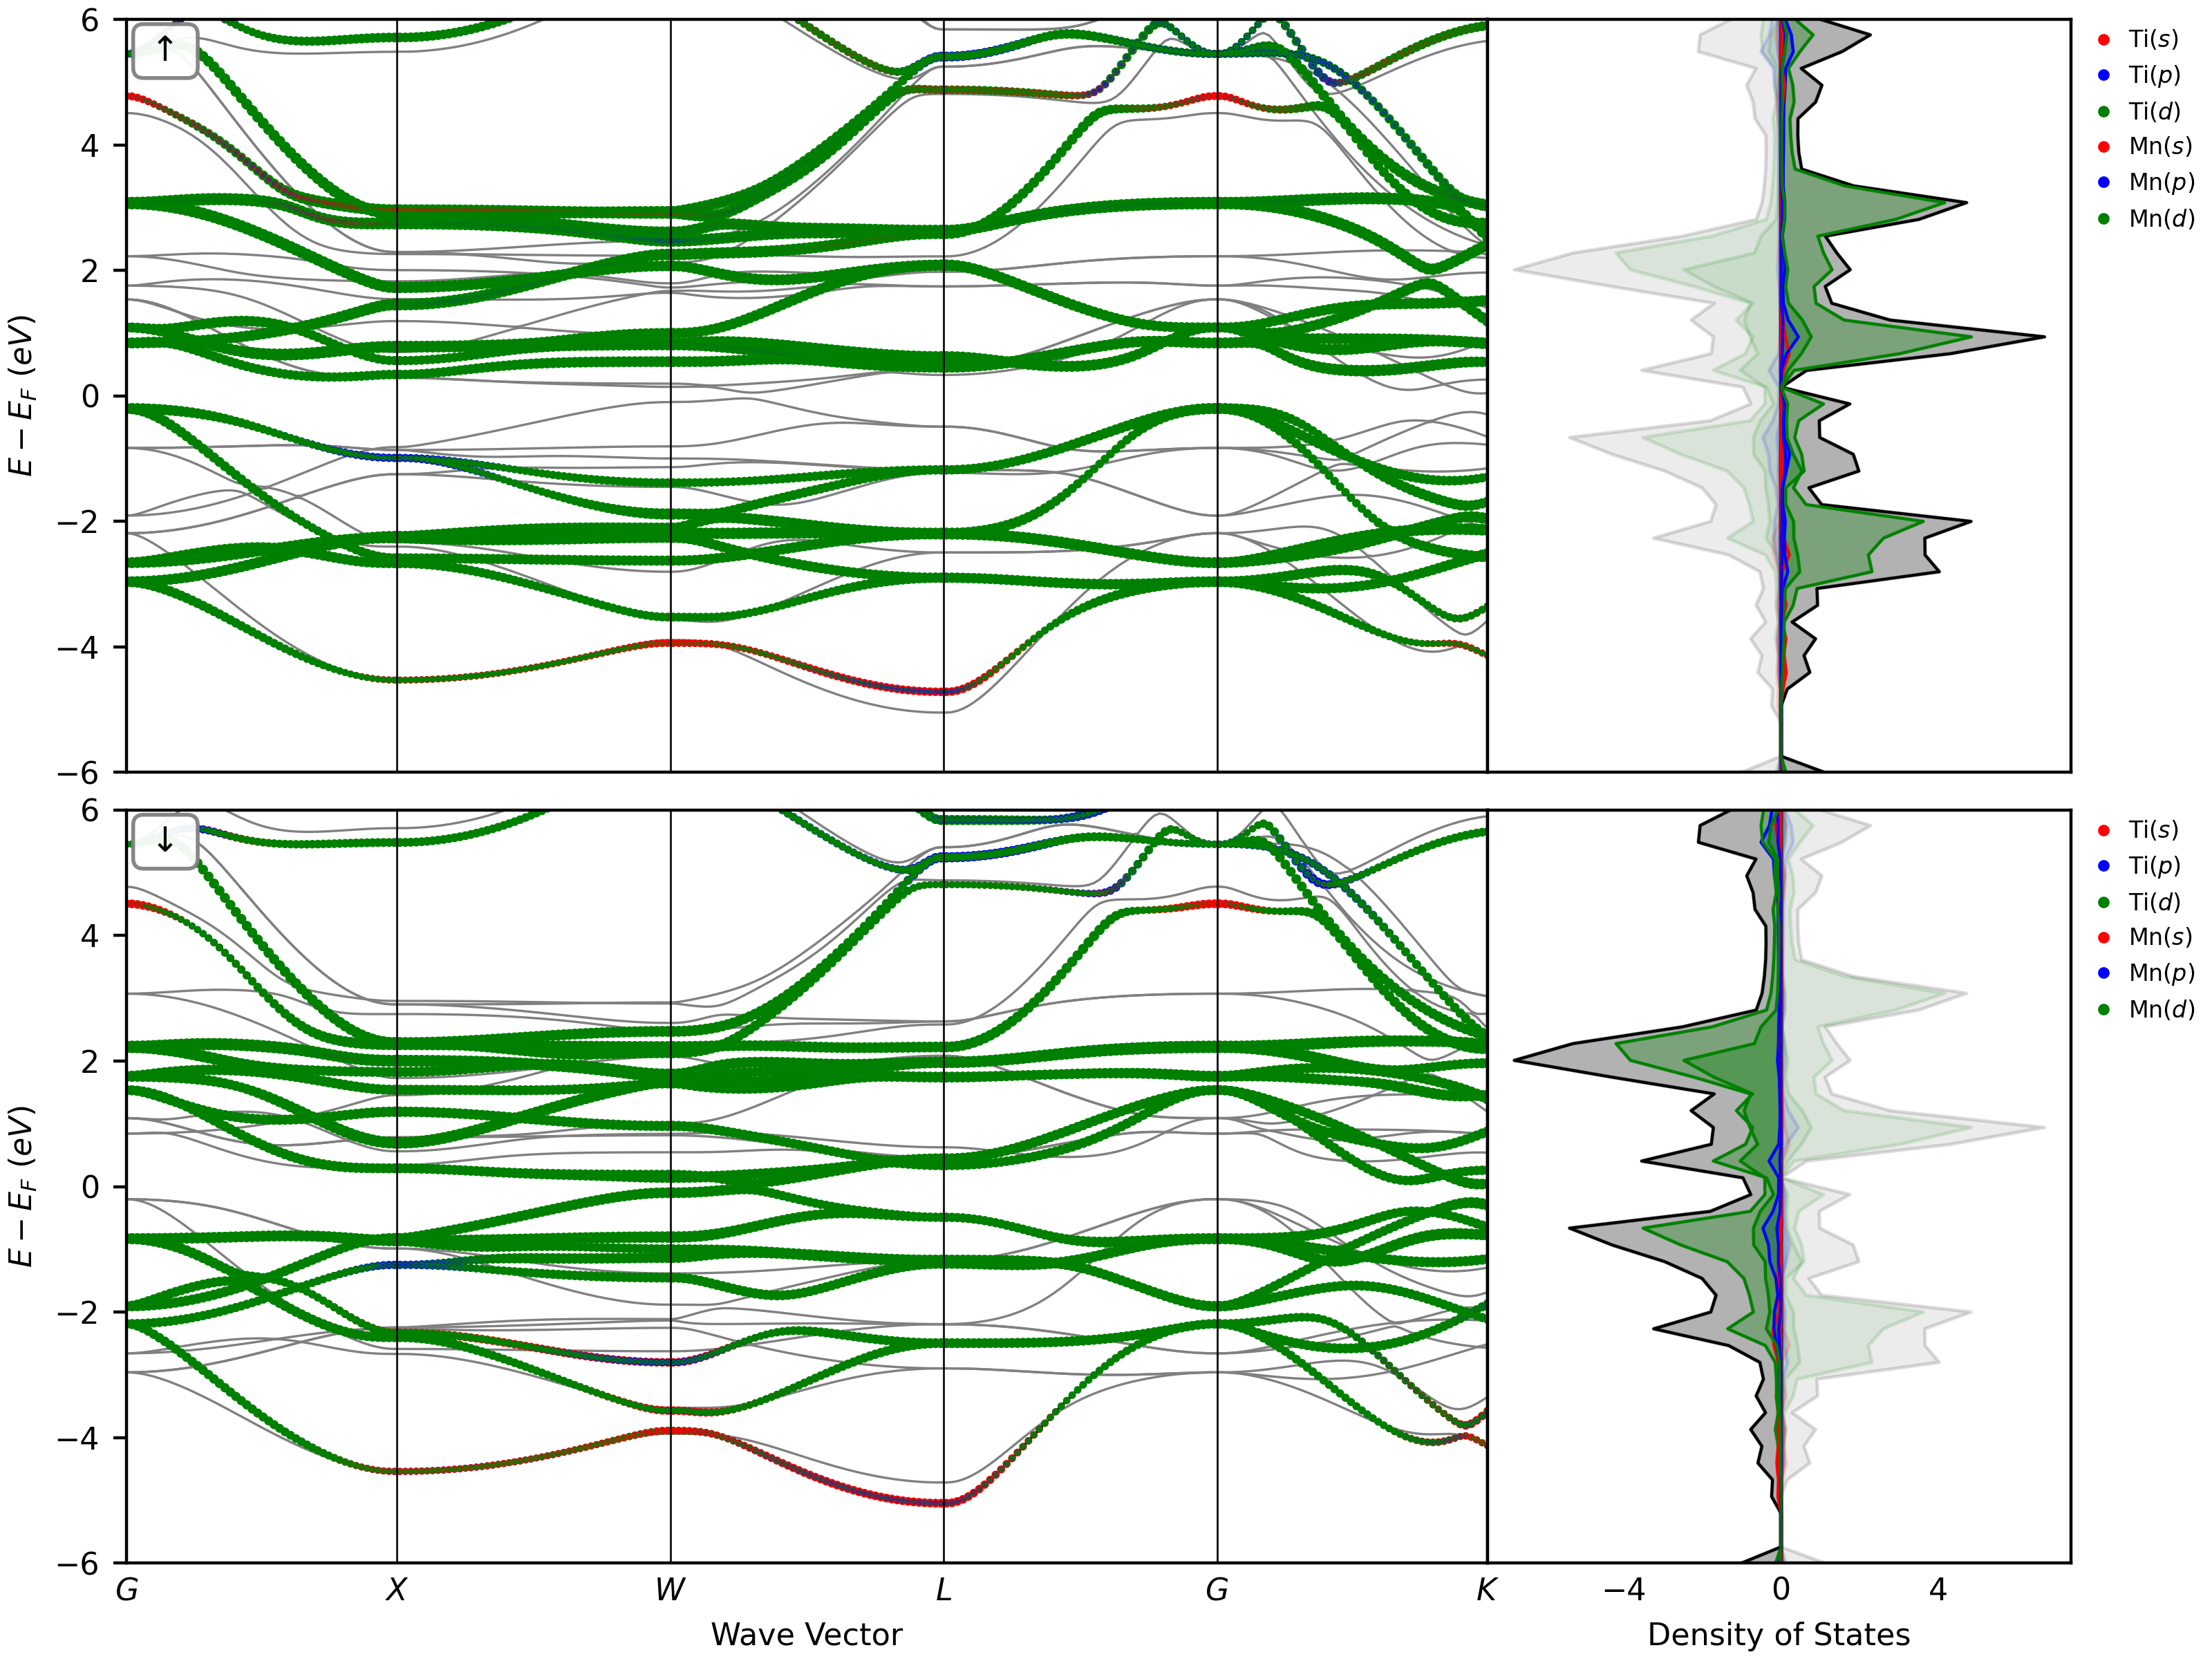 ↑
6
4
2
0
−2
−4
−6
E − E_F (eV)
Ti(s)
Ti(p)
Ti(d)
Mn(s)
Mn(p)
Mn(d)
↓
6
4
2
0
−2
−4
−6
E − E_F (eV)
G X W L G K
Wave Vector
−4 0 4
Density of States
Ti(s)
Ti(p)
Ti(d)
Mn(s)
Mn(p)
Mn(d)